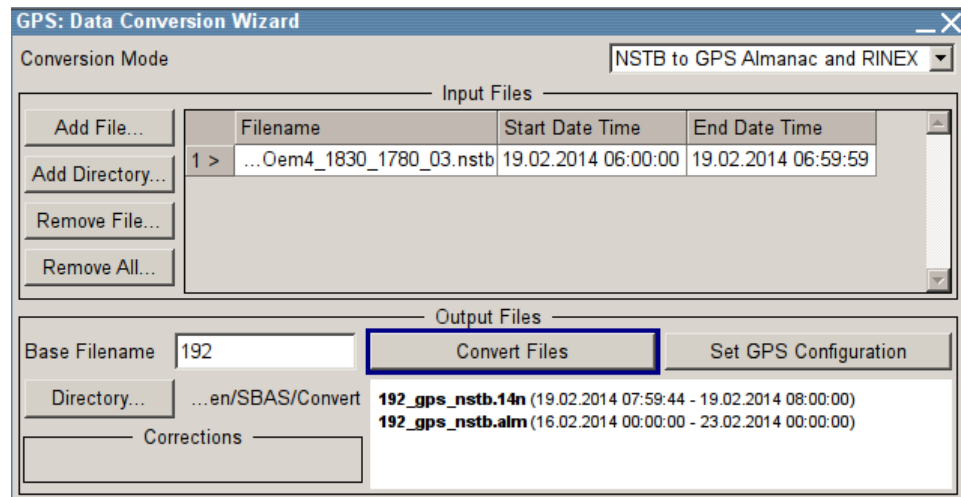 GPS: Data Conversion Wizard
Conversion Mode NSTB to GPS Almanac and RINEX
Input Files
Add File...
Add Directory...
Remove File...
Remove All...
Filename Start Date Time End Date Time
1 > ...Oem4_1830_1780_03.nstb 19.02.2014 06:00:00 19.02.2014 06:59:59
Output Files
Base Filename 192 Convert Files Set GPS Configuration
Directory... ...en/SBAS/Convert
192_gps_nstb.14n (19.02.2014 07:59:44 - 19.02.2014 08:00:00)
192_gps_nstb.alm (16.02.2014 00:00:00 - 23.02.2014 00:00:00)
Corrections